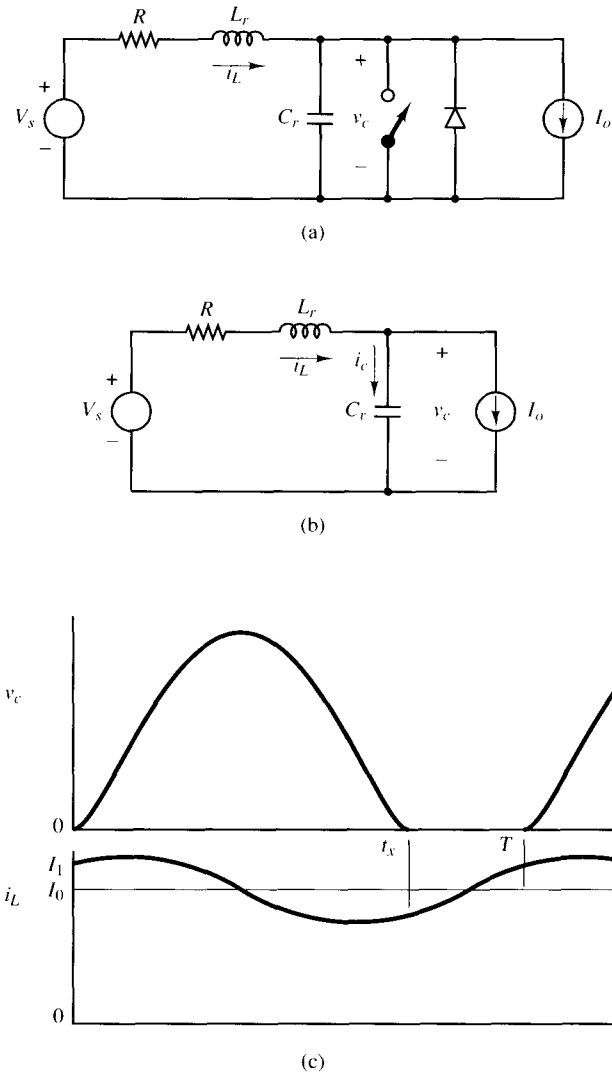 R
L_r
+
i_L
+
V_s
−
C_r
v_c
−
I_o
(a)
R
L_r
i_L
i_c
+
+
V_s
−
C_r
v_c
−
I_o
(b)
v_c
0
t_x
T
I_1
I_0
i_L
0
(c)